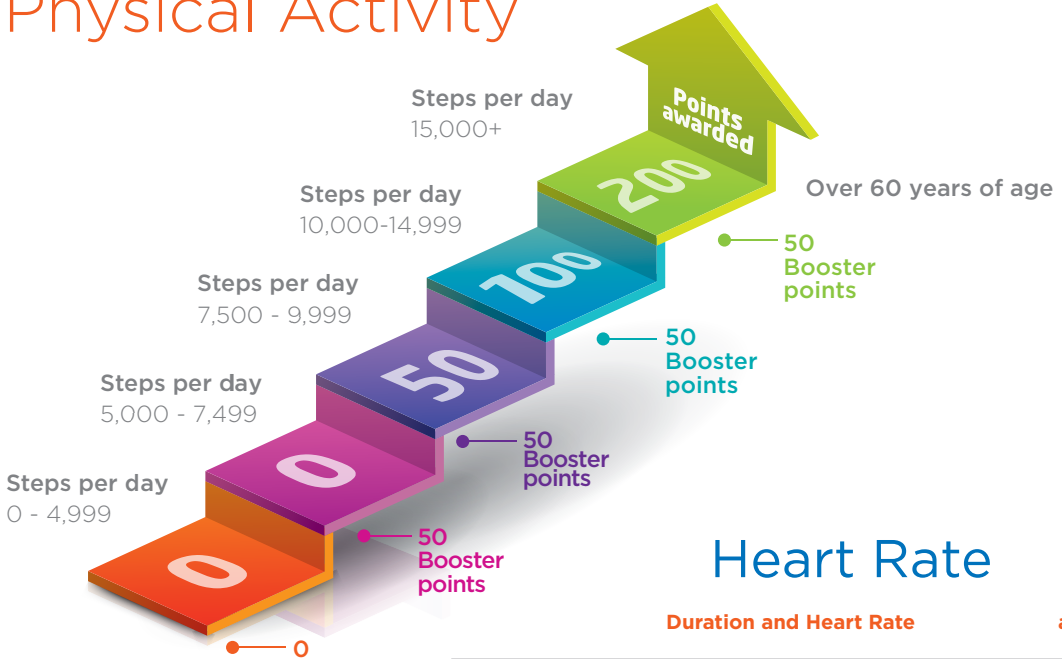 Physical Activity
Steps per day
15,000+
Points
awarded
200
Over 60 years of age
50
Booster
points
Steps per day
10,000-14,999
100
50
Booster
points
Steps per day
7,500 - 9,999
50
50
Booster
points
Steps per day
5,000 - 7,499
0
50
Booster
points
Steps per day
0 - 4,999
0
0
Heart Rate
Duration and Heart Rate